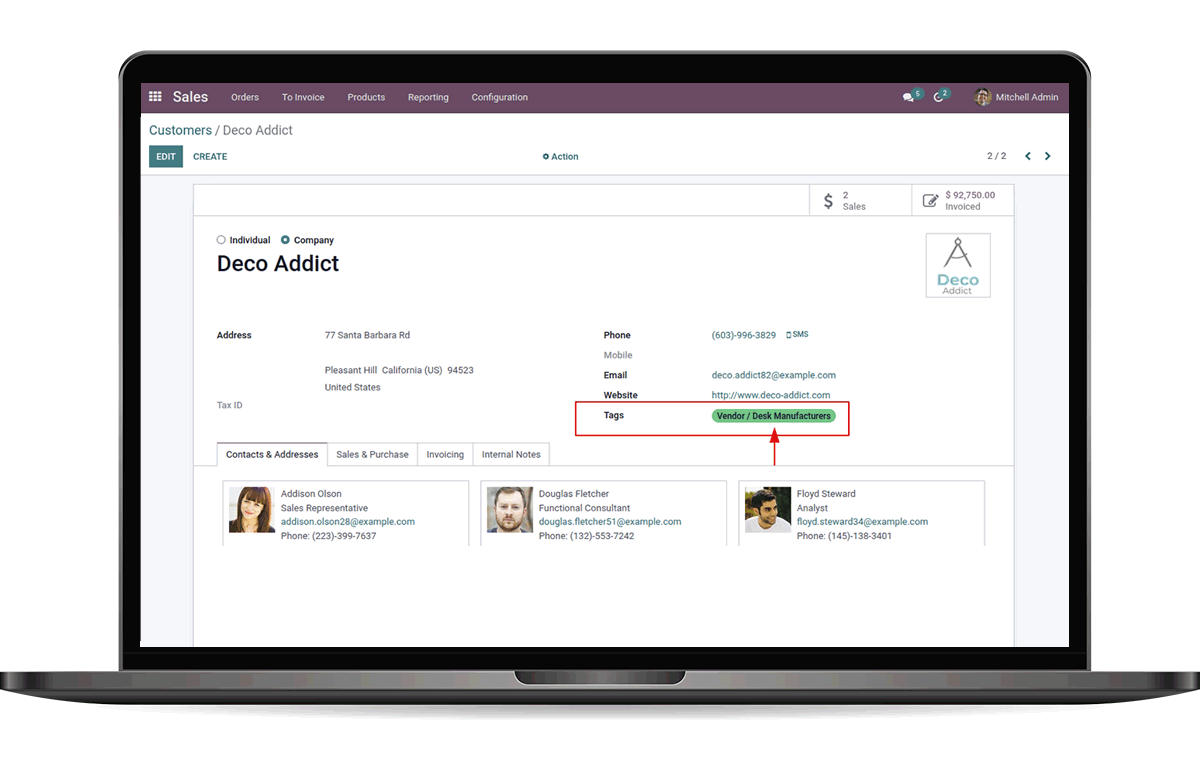 Sales Orders To Invoice Products Reporting Configuration 5 2 Mitchell Admin
Customers / Deco Addict
EDIT CREATE Action 2 / 2
2
Sales
$ 92,750.00
Invoiced
Individual Company
Deco Addict
Deco
Addict
Address 77 Santa Barbara Rd
Pleasant Hill California (US) 94523
United States
Tax ID
Phone (603)-996-3829 SMS
Mobile
Email deco.addict82@example.com
Website http://www.deco-addict.com
Tags Vendor / Desk Manufacturers
Contacts & Addresses Sales & Purchase Invoicing Internal Notes
Addison Olson
Sales Representative
addison.olson28@example.com
Phone: (223)-399-7637
Douglas Fletcher
Functional Consultant
douglas.fletcher51@example.com
Phone: (132)-553-7242
Floyd Steward
Analyst
floyd.steward34@example.com
Phone: (145)-138-3401